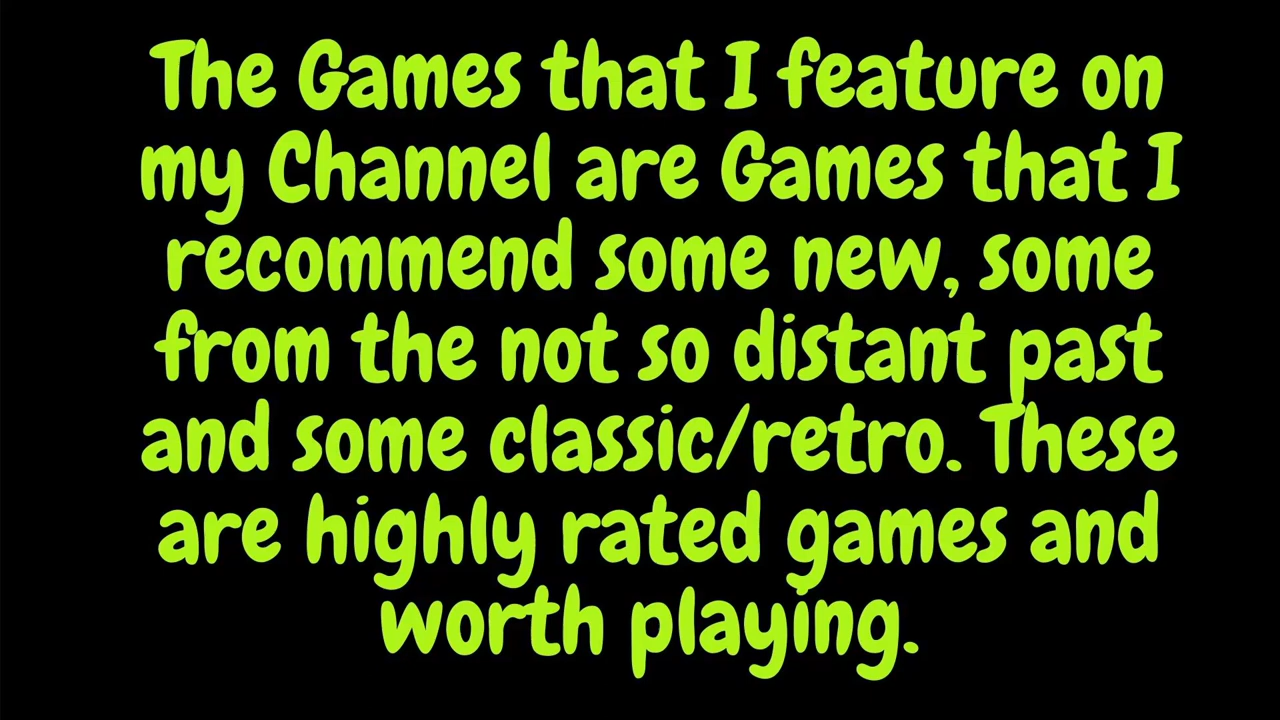 The Games that I feature on
my Channel are Games that I
recommend some new, some
from the not so distant past
and some classic/retro. These
are highly rated games and
worth playing.